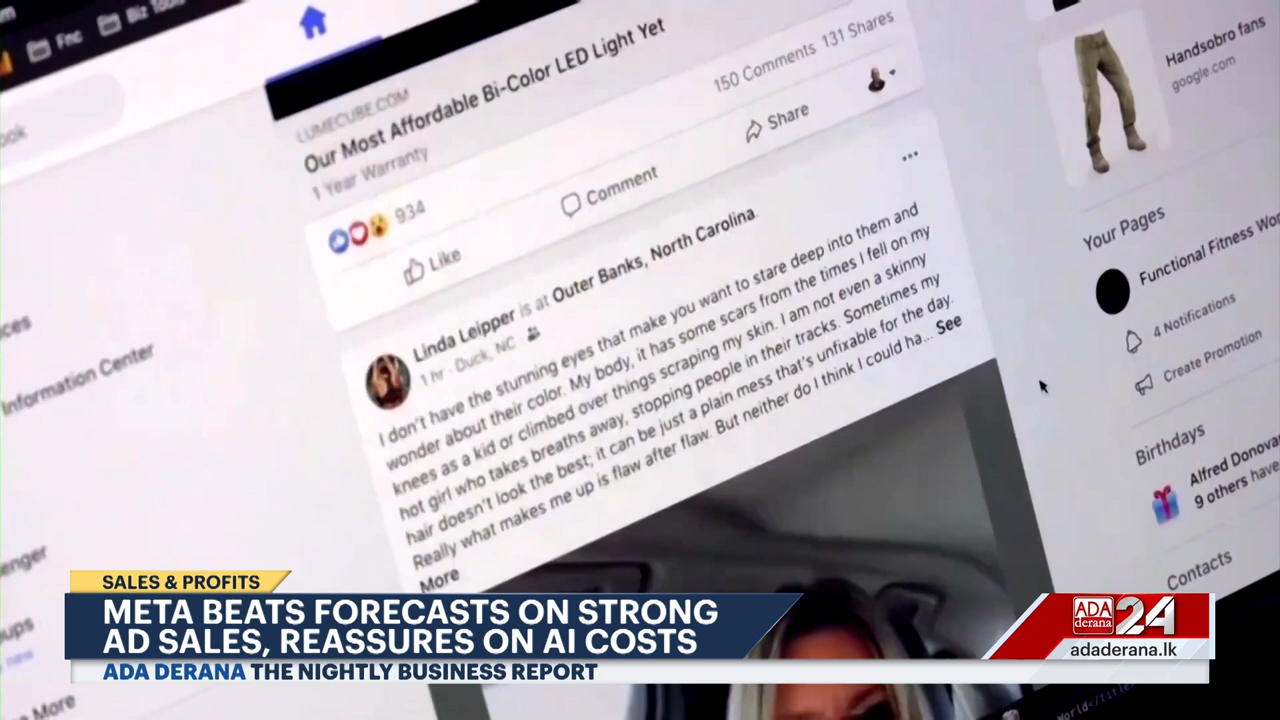 Fnc
Biz Tools
LUMECUBE.COM
Our Most Affordable Bi-Color LED Light Yet
1 Year Warranty
934
150 Comments 131 Shares
Like
Comment
Share
Linda Leipper is at Outer Banks, North Carolina.
1 hr · Duck, NC ·
I don't have the stunning eyes that make you want to stare deep into them and
wonder about their color. My body, it has some scars from the times I fell on my
knees as a kid or climbed over things scraping my skin. I am not even a skinny
hot girl who takes breaths away, stopping people in their tracks. Sometimes my
hair doesn't look the best; it can be just a plain mess that's unfixable for the day.
Really what makes me up is flaw after flaw. But neither do I think I could ha... See
More
Information Center
More
Handsobro fans
google.com
Your Pages
Functional Fitness Wor
4 Notifications
Create Promotion
Birthdays
Alfred Donova
9 others have
Contacts
SALES & PROFITS
META BEATS FORECASTS ON STRONG
AD SALES, REASSURES ON AI COSTS
ADA DERANA THE NIGHTLY BUSINESS REPORT
ADA
derana
24
adaderana.lk